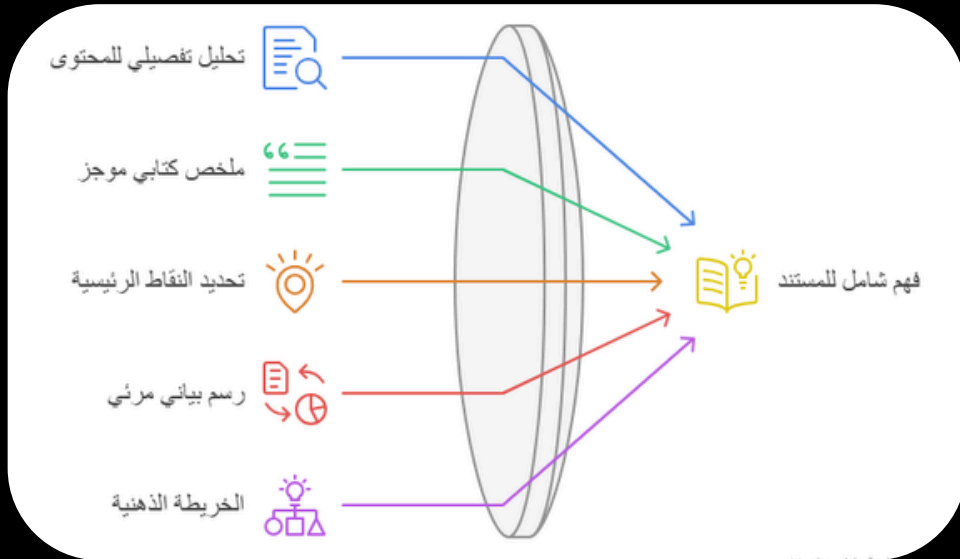 تحليل تفصيلي للمحتوى
ملخص كتابي موجز
تحديد النقاط الرئيسية
رسم بياني مرئي
الخريطة الذهنية
فهم شامل للمستند